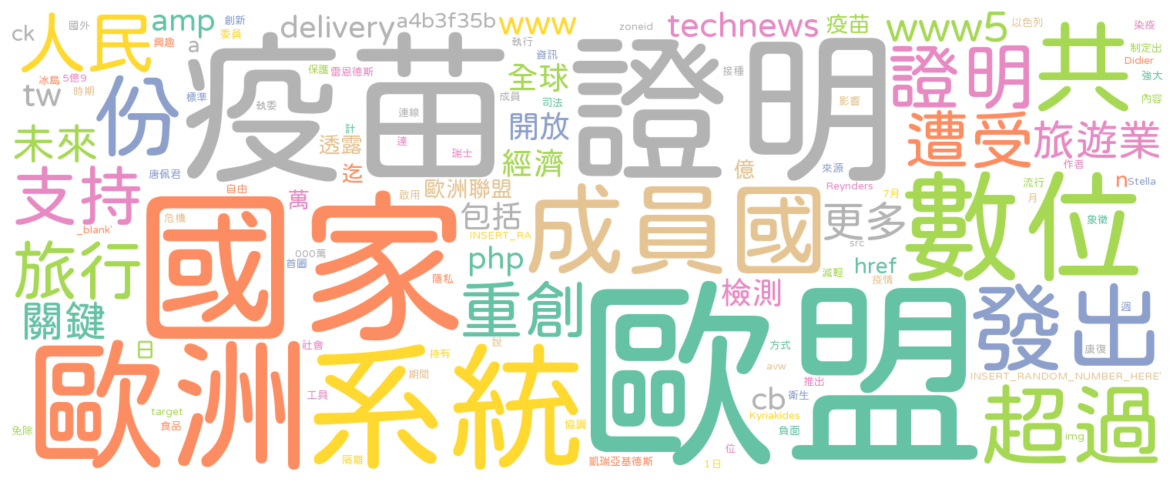 ck
人民
國外
amp
創新
興趣
委員
delivery
a4b3f35b
www
執行
zoneid
technews
疫苗
www5
以色列
染疫
制定出
Didier
冰島
5億9
時期
a
tw
份
疫苗證明
保護
雷恩德斯
標準
執委
連線
成員
全球
資訊
司法
接種
影響
證明
共
強大
內容
未來
唐佩君
計
透露
達
瑞士
迄
開放
經濟
億
來源
Reynders
遭受
旅遊業
作者
支持
_blank'
自由
萬
啟用
歐洲聯盟
7月
流行
月
n
Stella
國家
危機
包括
INSERT_RA
成員國
更多
src
數位
象徵
旅行
首圖
000萬
隱私
php
減輕
href
疫情
關鍵
重創
檢測
歐盟
發出
週
康復
日
社會
歐洲
系統
持有
說
方式
avw
推出
INSERT_RANDOM_NUMBER_HERE'
工具
期間
cb
衛生
target
食品
免除
協調
Kyriakides
負面
超過
img
隔離
凱瑞亞基德斯
位
1日